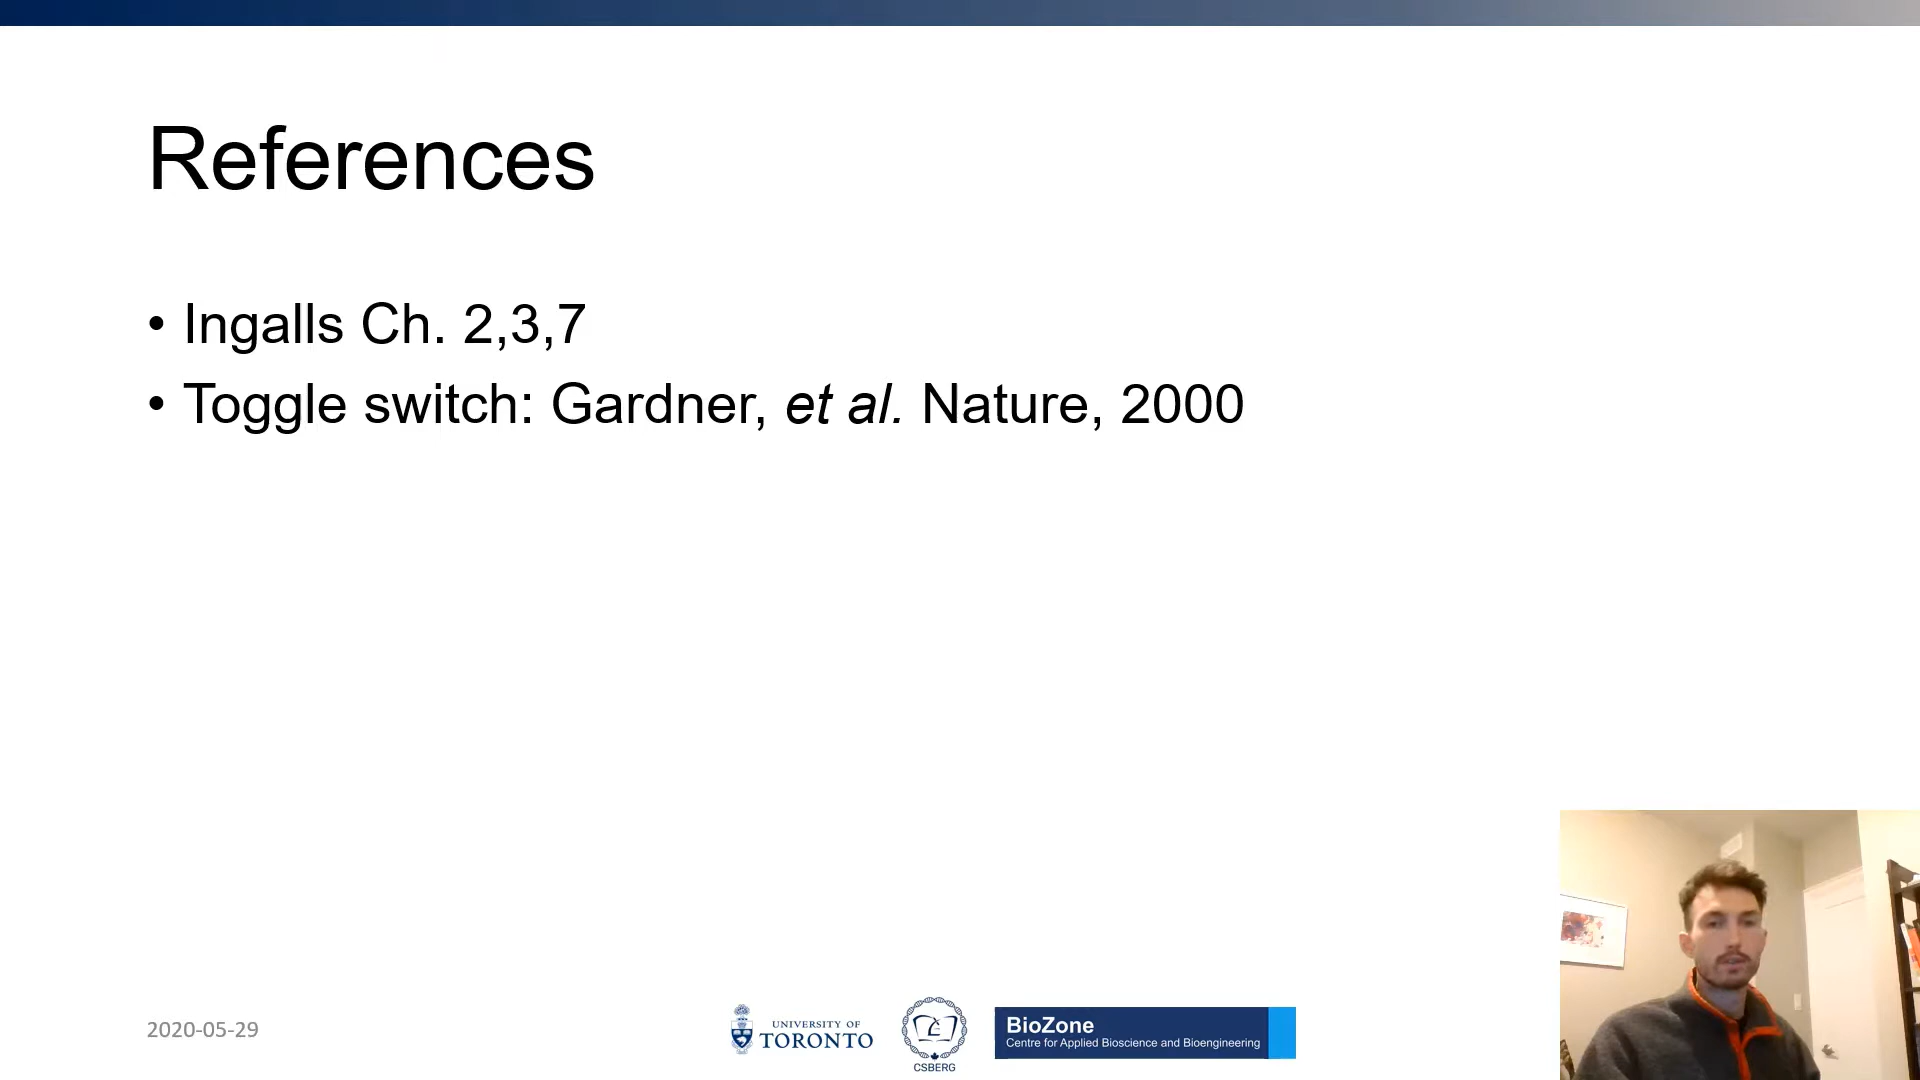 References
• Ingalls Ch. 2,3,7
• Toggle switch: Gardner, et al. Nature, 2000
2020-05-29
UNIVERSITY OF
TORONTO
CSBERG
BioZone
Centre for Applied Bioscience and Bioengineering